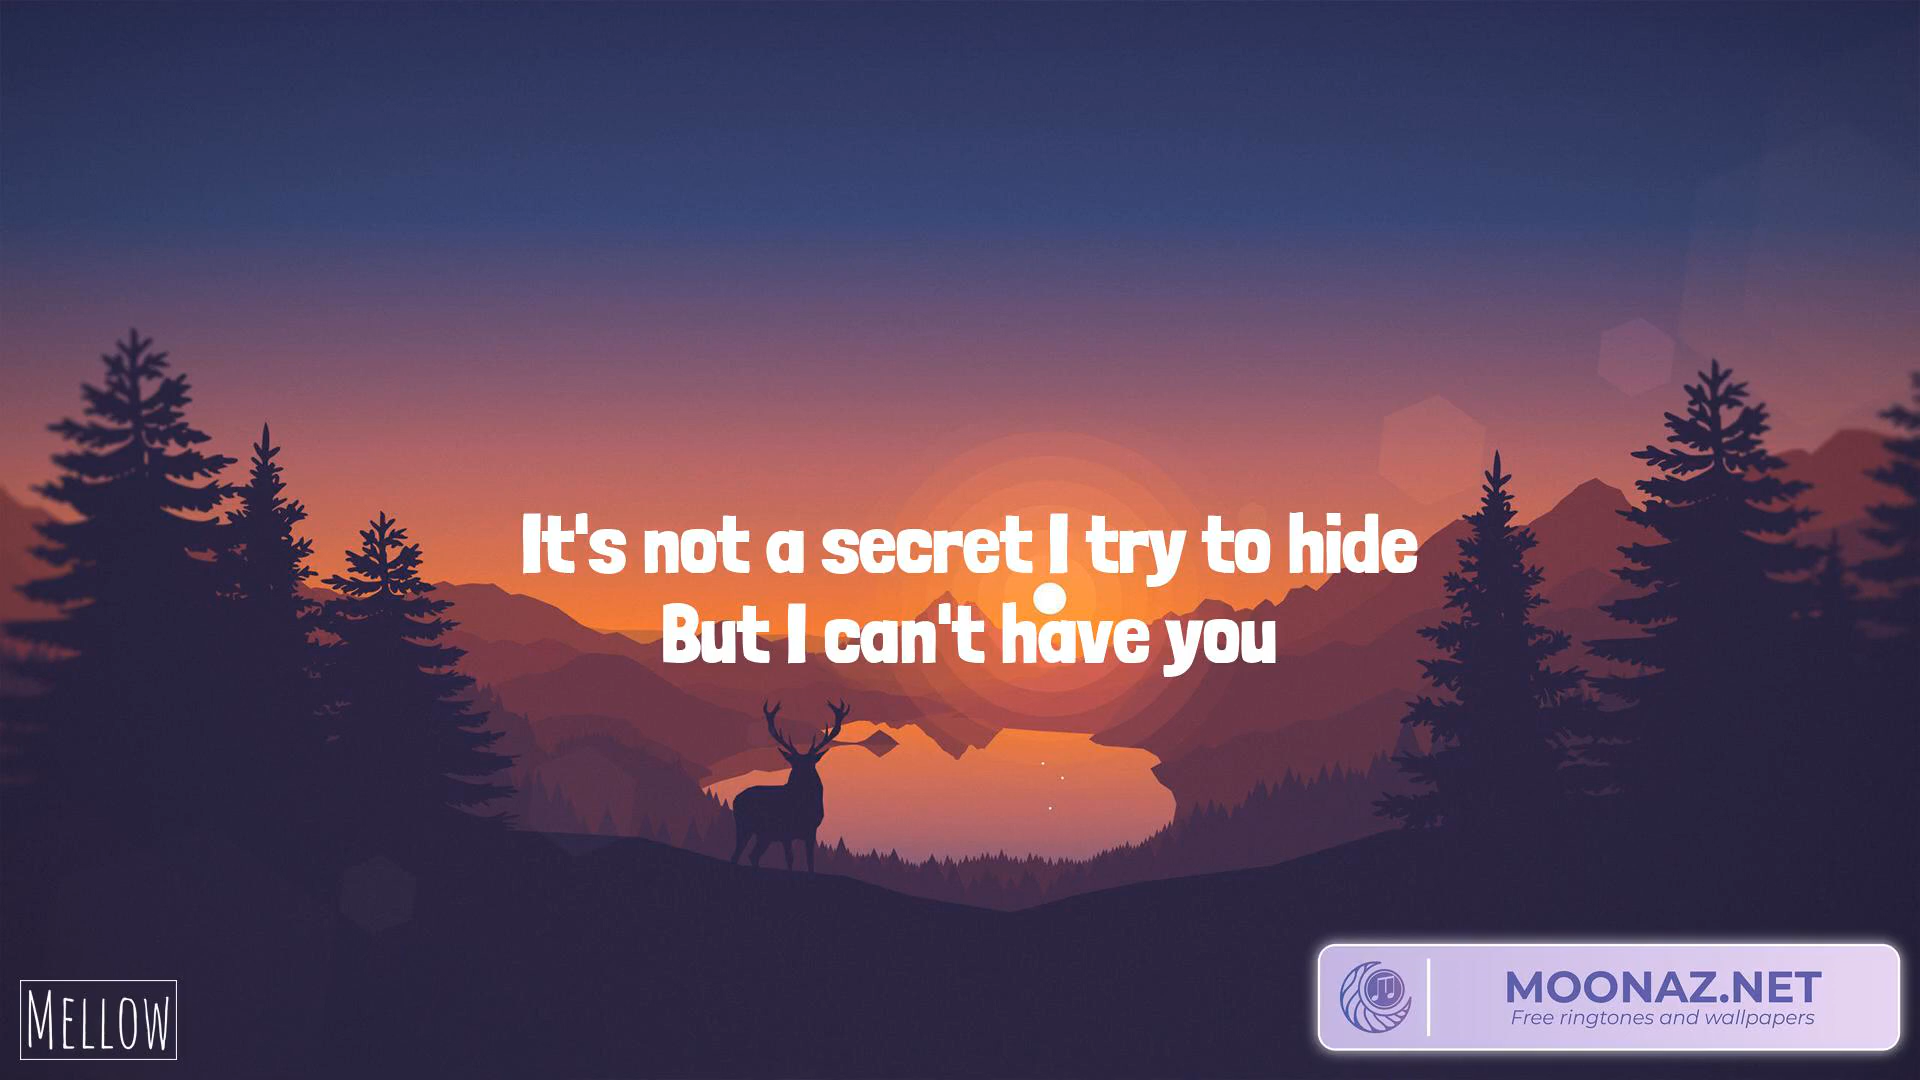 It's not a secret I try to hide
But I can't have you
MELLOW
MOONAZ.NET
Free ringtones and wallpapers